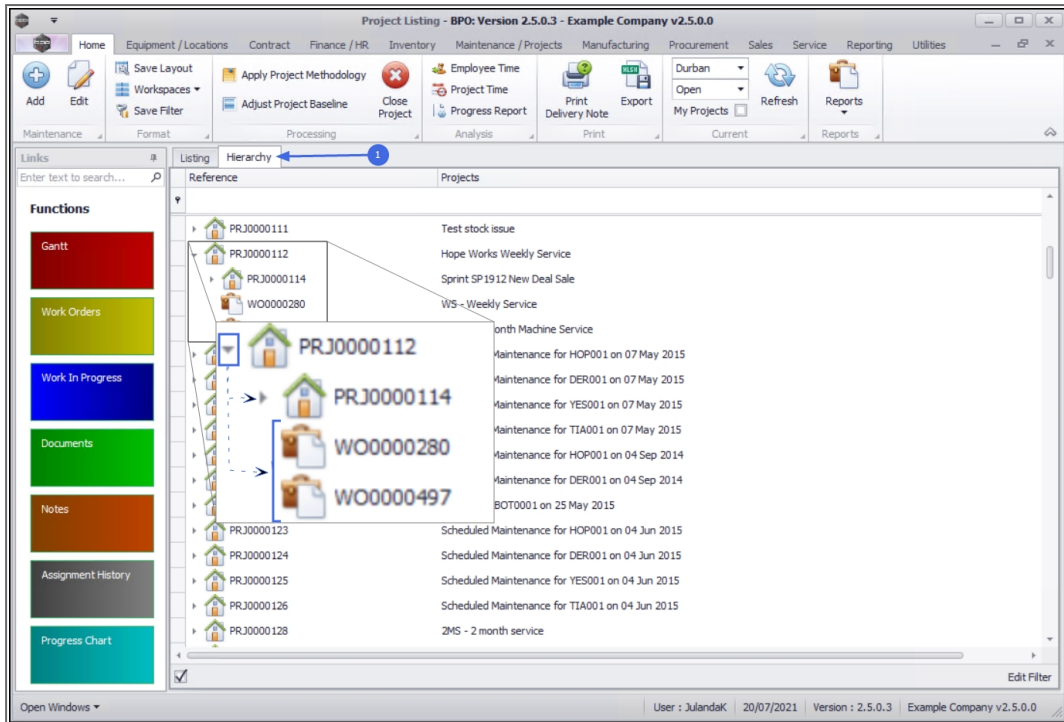 Project Listing - BPO: Version 2.5.0.3 - Example Company v2.5.0.0
Home Equipment / Locations Contract Finance / HR Inventory Maintenance / Projects Manufacturing Procurement Sales Service Reporting Utilities
Add
Edit
Save Layout
Workspaces
Save Filter
Apply Project Methodology
Adjust Project Baseline
Close
Project
Employee Time
Project Time
Progress Report
Print
Delivery Note
Export
Durban
Open
My Projects
Refresh
Reports
Maintenance Format Processing Analysis Print Current Reports
Links
Enter text to search...
Functions
Gantt
Work Orders
Work In Progress
Documents
Notes
Assignment History
Progress Chart
Listing Hierarchy 1
Reference Projects
PRJ0000111 Test stock issue
PRJ0000112 Hope Works Weekly Service
PRJ0000114 Sprint SP1912 New Deal Sale
WO0000280 WS - Weekly Service
onth Machine Service
Maintenance for HOP001 on 07 May 2015
Maintenance for DER001 on 07 May 2015
Maintenance for YES001 on 07 May 2015
Maintenance for TIA001 on 07 May 2015
Maintenance for HOP001 on 04 Sep 2014
Maintenance for DER001 on 04 Sep 2014
BOT0001 on 25 May 2015
PRJ0000112
PRJ0000114
WO0000280
WO0000497
PRJ0000123 Scheduled Maintenance for HOP001 on 04 Jun 2015
PRJ0000124 Scheduled Maintenance for DER001 on 04 Jun 2015
PRJ0000125 Scheduled Maintenance for YES001 on 04 Jun 2015
PRJ0000126 Scheduled Maintenance for TIA001 on 04 Jun 2015
PRJ0000128 2MS - 2 month service
Edit Filter
Open Windows User : JulandaK 20/07/2021 Version : 2.5.0.3 Example Company v2.5.0.0